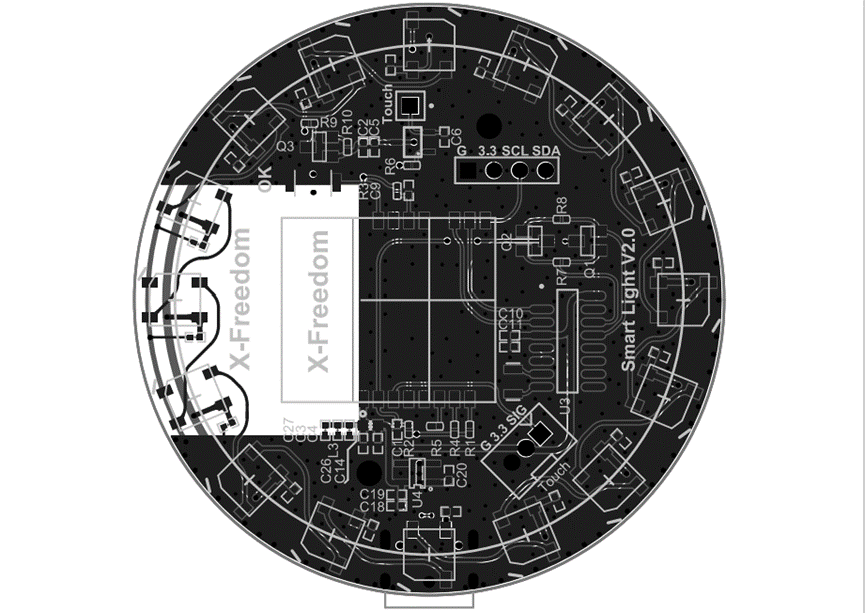 Touch
R9
R10
C2
C5
Q3
C6
R6
G
3.3 SCL SDA
OK
R3
C9
R8
Q2
Q1
R7
X-Freedom
X-Freedom
Smart Light V2.0
C10
U3
G 3.3 SIG
C27
C3
C4
L3
C26
C14
C1
R2
R5
R4
R1
U4
C20
Touch
C19
C18